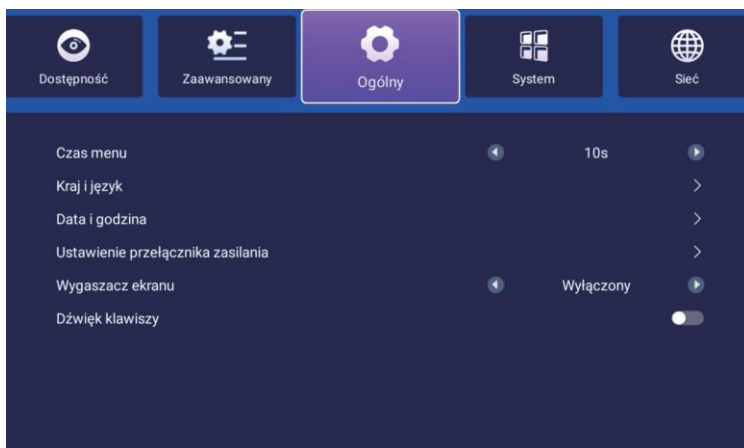 Dostępność
Zaawansowany
Ogólny
System
Sieć
Czas menu 10s
Kraj i język
Data i godzina
Ustawienie przełącznika zasilania
Wygaszacz ekranu Wyłączony
Dźwięk klawiszy